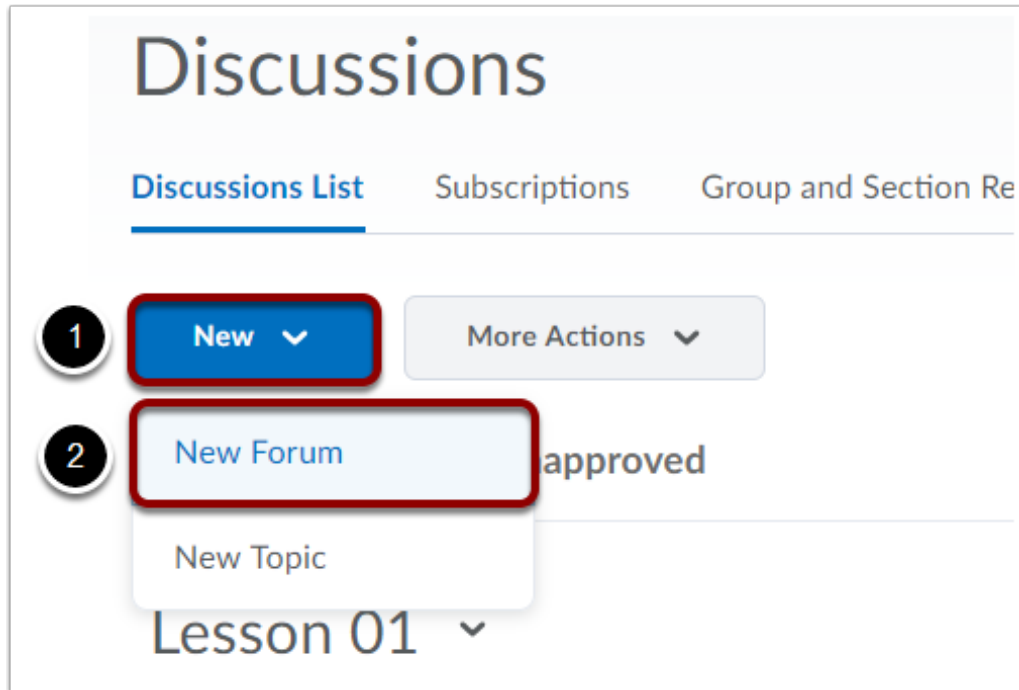 Discussions
Discussions List Subscriptions Group and Section Re
1 New More Actions
2 New Forum approved
New Topic
Lesson 01